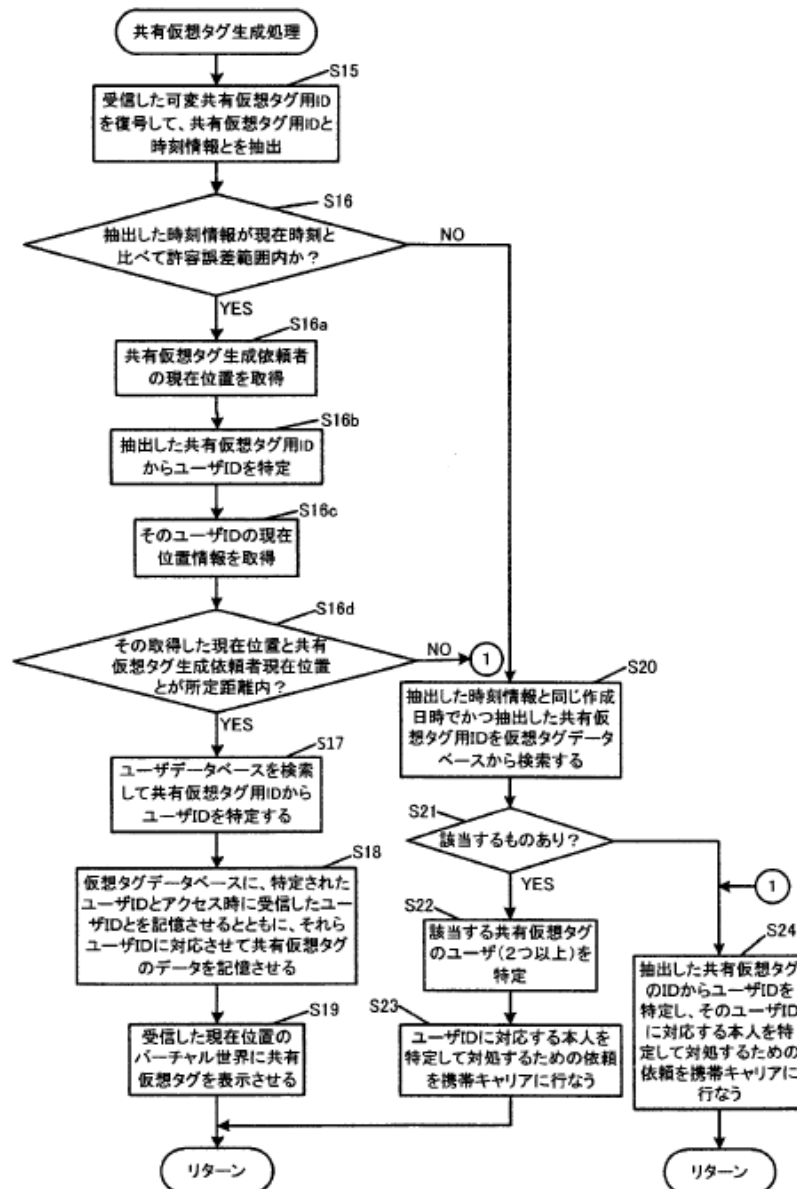 共有仮想タグ生成処理
S15
受信した可変共有仮想タグ用ID
を復号して、共有仮想タグ用IDと
時刻情報とを抽出
S16
抽出した時刻情報が現在時刻と
比べて許容誤差範囲内か？
NO
YES
S16a
共有仮想タグ生成依頼者
の現在位置を取得
S16b
抽出した共有仮想タグ用ID
からユーザIDを特定
S16c
そのユーザIDの現在
位置情報を取得
S16d
その取得した現在位置と共有
仮想タグ生成依頼者現在位置
とが所定距離内？
NO
1
YES
S17
ユーザデータベースを検索
して共有仮想タグ用IDから
ユーザIDを特定する
S18
仮想タグデータベースに、特定された
ユーザIDとアクセス時に受信したユー
ザIDとを記憶させるとともに、それら
ユーザIDに対応させて共有仮想タグ
のデータを記憶させる
S19
受信した現在位置の
バーチャル世界に共有
仮想タグを表示させる
リターン
S20
抽出した時刻情報と同じ作成
日時でかつ抽出した共有仮
想タグ用IDを仮想タグデータ
ベースから検索する
S21
該当するものあり？
YES
S22
該当する共有仮想タグ
のユーザ（2つ以上）を
特定
S23
ユーザIDに対応する本人を
特定して対処するための依頼
を携帯キャリアに行なう
1
S24
抽出した共有仮想タグ
のIDからユーザIDを
特定し、そのユーザID
に対応する本人を特
定して対処するための
依頼を携帯キャリアに
行なう
リターン